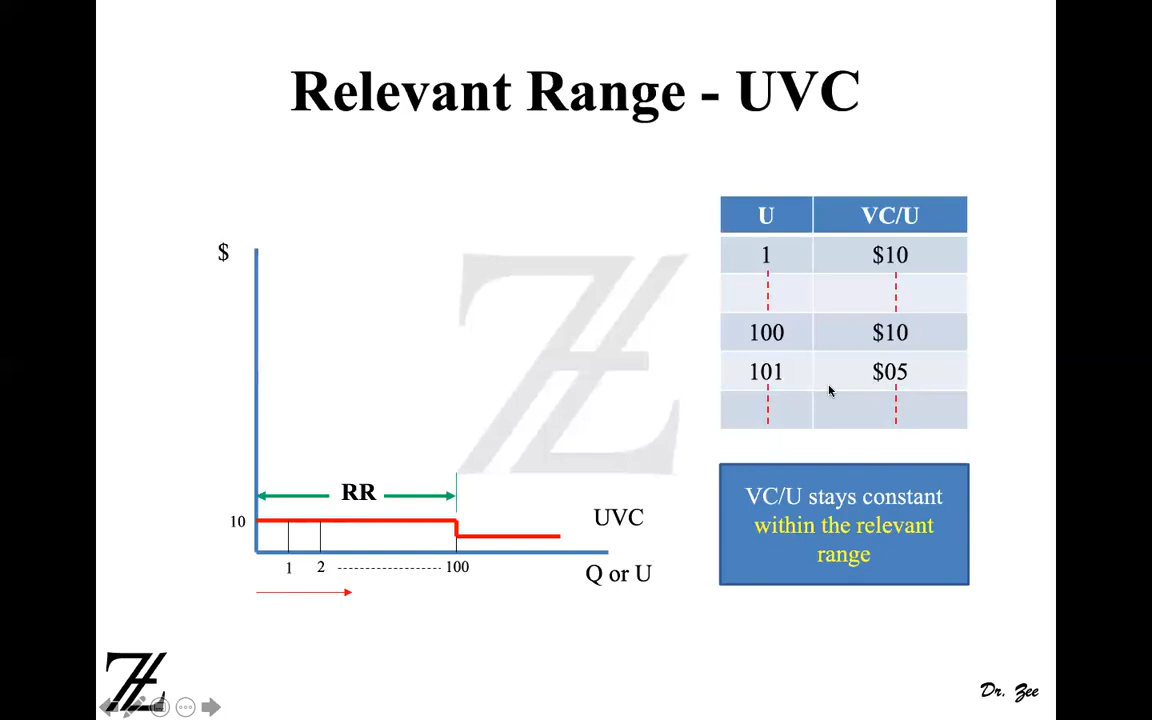 Relevant Range - UVC
U VC/U
1 $10
100 $10
101 $05
$
RR
10
UVC
1 2 100
Q or U
VC/U stays constant
within the relevant
range
Dr. Zee